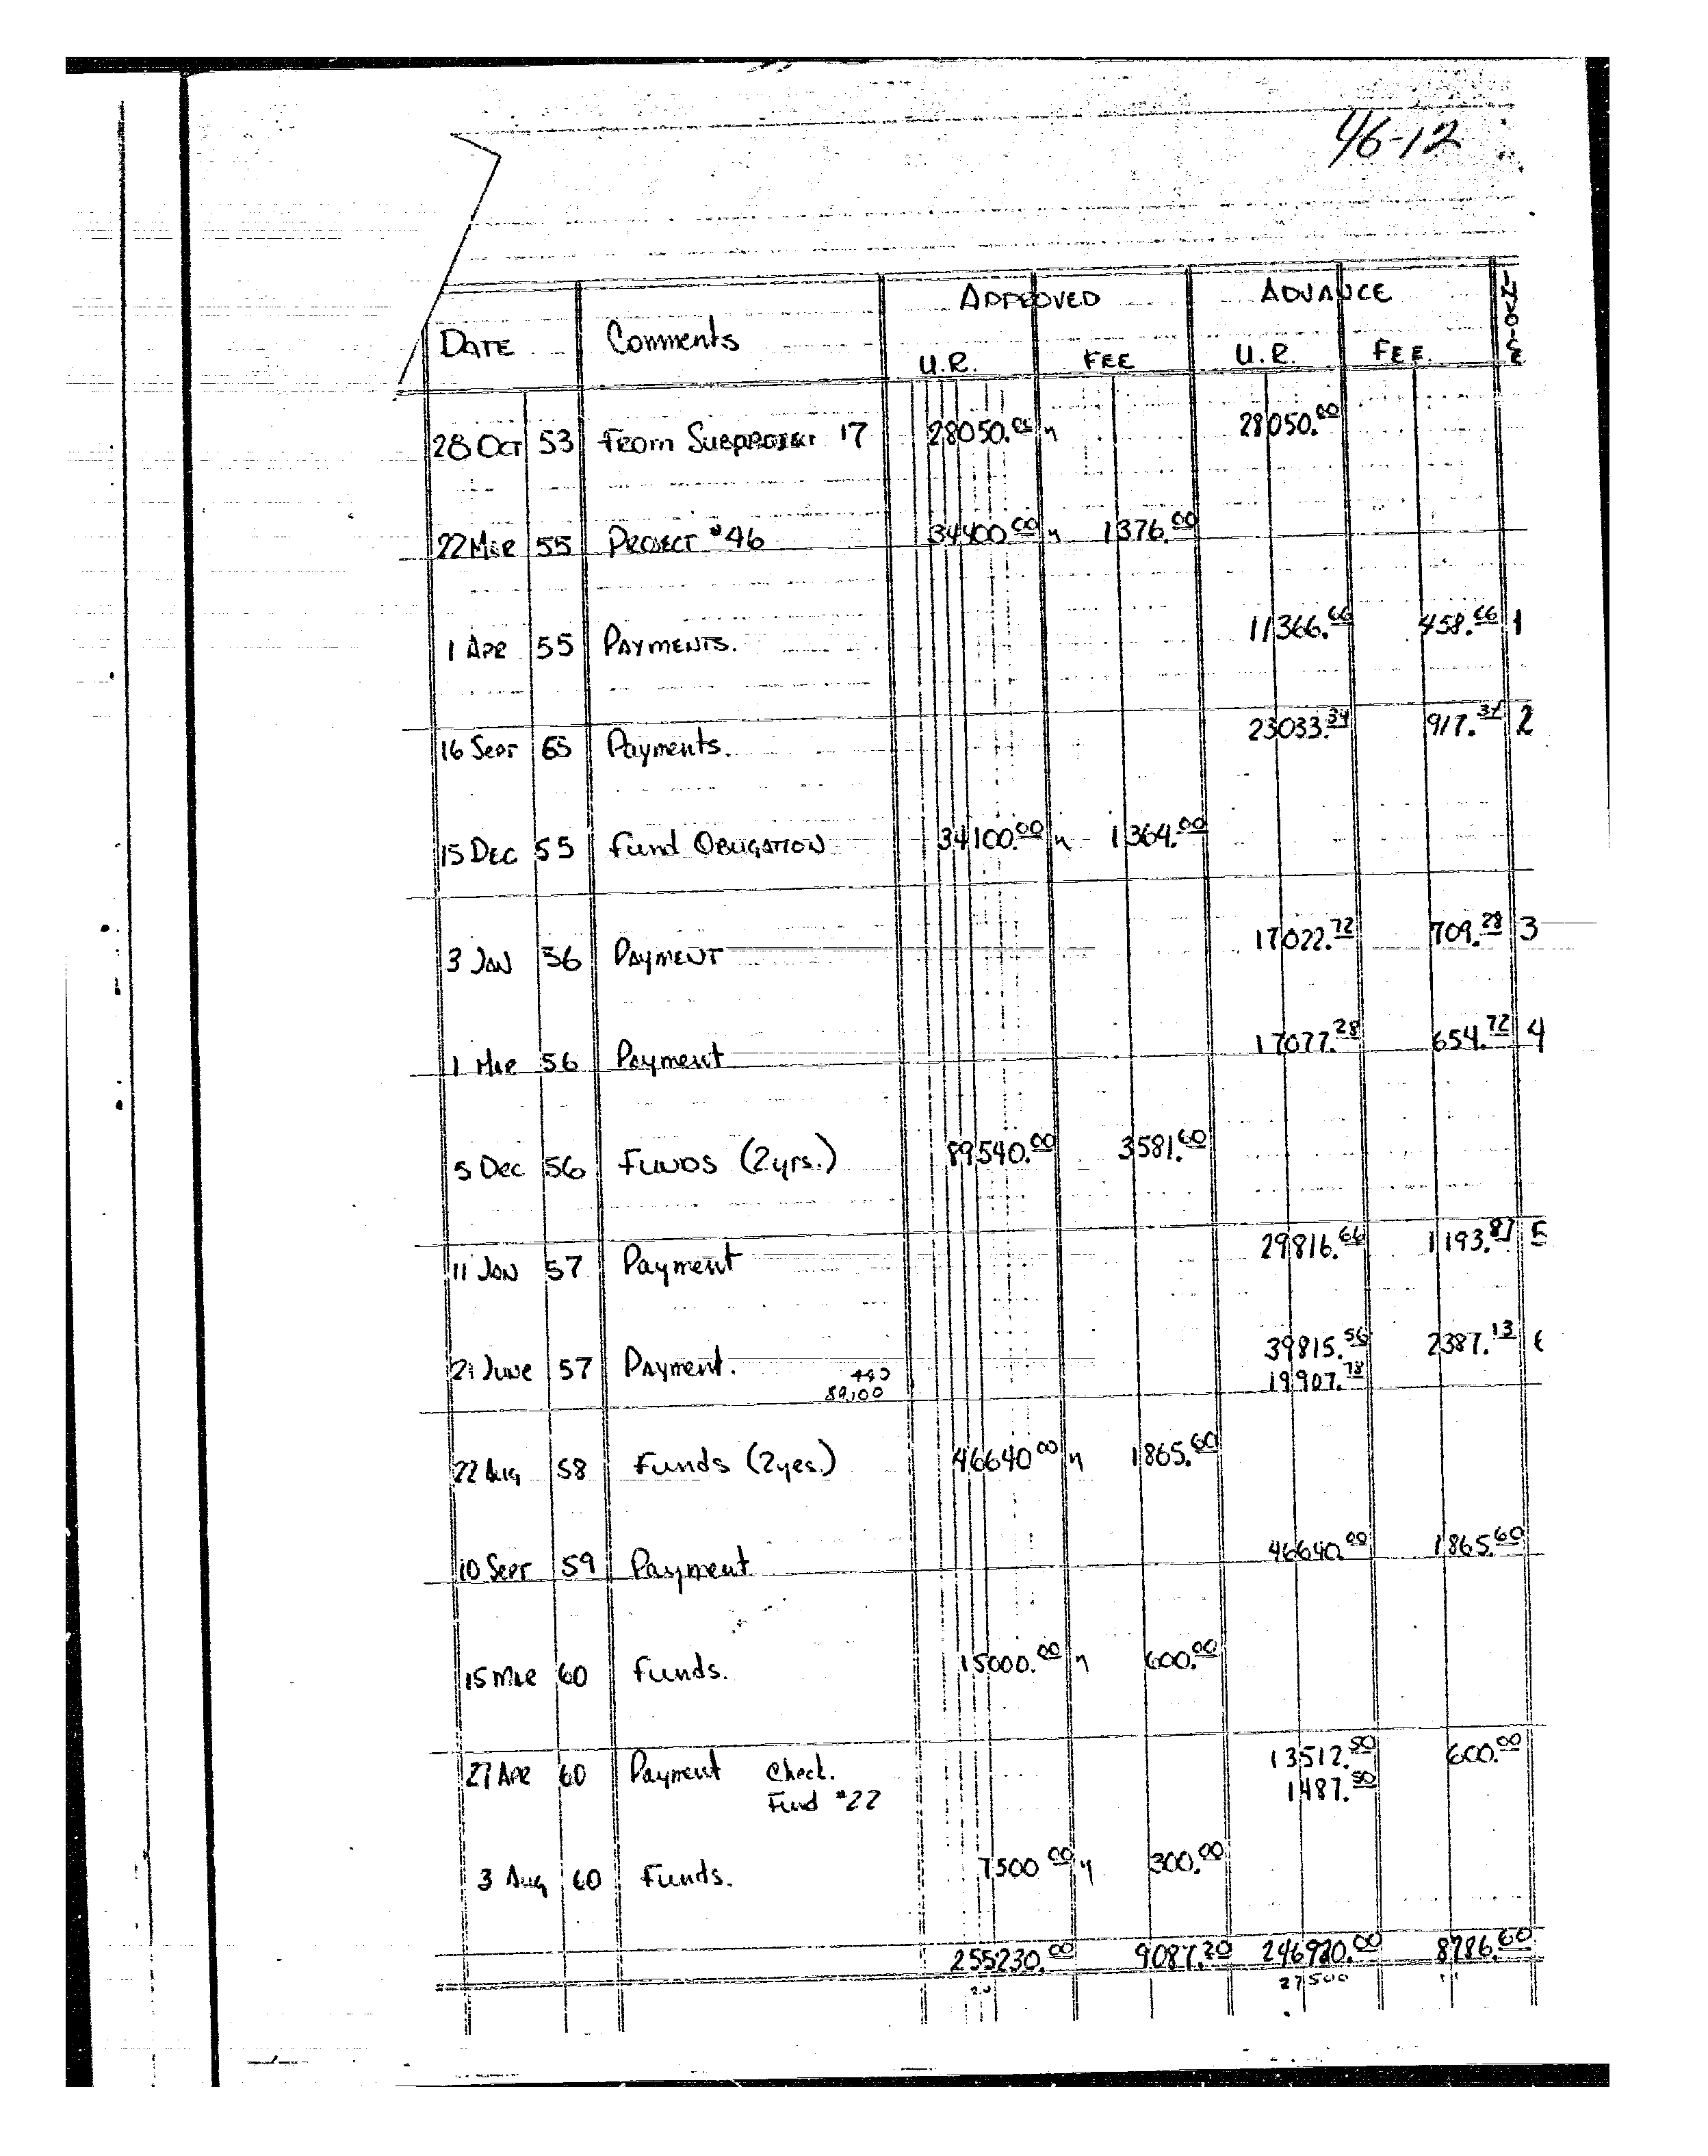 46-12
APPROVED ADVANCE INVOICE
DATE Comments U.R. FEE U.R. FEE.
28 OCT 53 FROM SUBPROJECT 17 28050.00 28050.00
22 MAR 55 PROJECT #46 34400.00 1376.00
1 APR 55 PAYMENTS. 11366.66 458.66 1
16 SEPT 55 Payments. 23033.34 917.34 2
15 DEC 55 Fund OBLIGATION 34100.00 1364.00
3 JAN 56 PAYMENT 17022.72 709.28 3
1 MAR 56 Payment 17077.28 654.72 4
5 Dec 56 FUNDS (2yrs.) 89540.00 3581.60
11 JAN 57 Payment 29816.66 1193.87 5
21 June 57 Payment. 39815.56 2387.13 6
89,100 19907.78
22 Aug 58 Funds (2yes.) 46640.00 1865.60
10 SEPT 59 Payment 46640.00 1865.60
15 MAR 60 Funds. 15000.00 600.00
27 APR 60 Payment Check. 13512.50 600.00
Fund #22 1487.50
3 Aug 60 Funds. 7500.00 300.00
255230.00 9087.20 246980.00 8786.60
27500